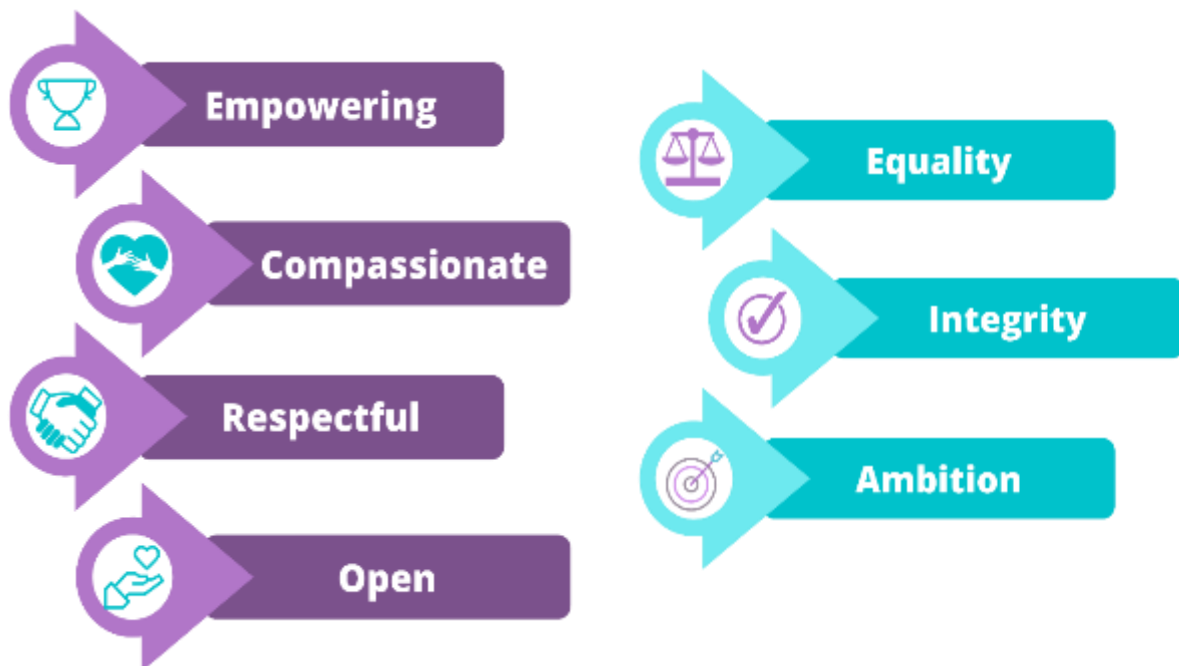 Empowering
Compassionate
Respectful
Open
Equality
Integrity
Ambition